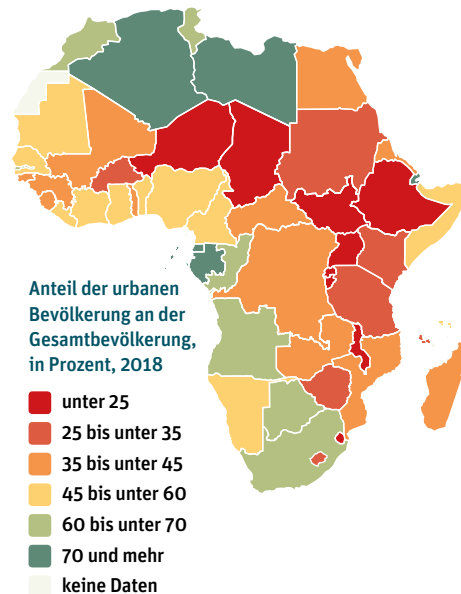 Anteil der urbanen
Bevölkerung an der
Gesamtbevölkerung,
in Prozent, 2018
unter 25
25 bis unter 35
35 bis unter 45
45 bis unter 60
60 bis unter 70
70 und mehr
keine Daten